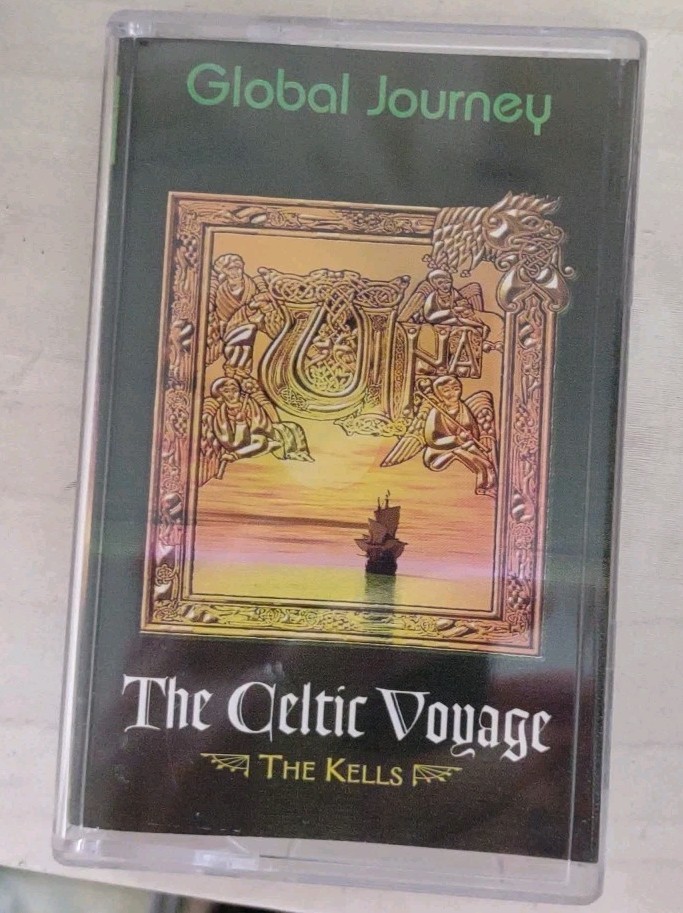 Global Journey
The Celtic Voyage
THE KELLS